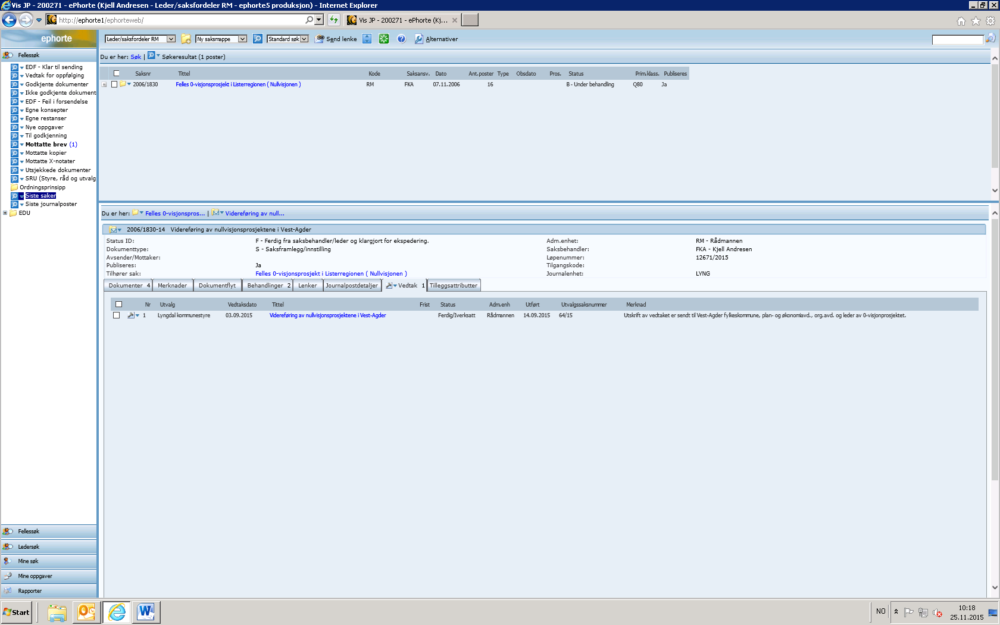 Vis JP - 200271 - ePhorte (Kjell Andresen - Leder/saksfordeler RM - ephorte5 produksjon) - Internet Explorer
http://ephorte1/ephorteweb/
Vis JP - 200271 - ePhorte (Kj...
ephorte
Leder/saksfordeler RM
Ny saksmappe
Standard søk
Send lenke
Alternativer
Fellessøk
EDF - Klar til sending
Vedtak for oppfølging
Godkjente dokumenter
Ikke godkjente dokument
EDF - Feil i forsendelse
Egne konsepter
Egne restanser
Nye oppgaver
Til godkjenning
Mottatte brev (1)
Mottatte kopier
Mottatte X-notater
Utsjekkede dokumenter
SRU (Styre, råd og utvalg
Ordningsprinsipp
Siste saker
Siste journalposter
EDU
Fellessøk
Ledersøk
Mine søk
Mine oppgaver
Rapporter
Du er her: Søk | Søkeresultat (1 poster)
Saksnr Tittel Kode Saksansv. Dato Ant.poster Type Obsdato Pros. Status Prim.klass. Publiseres
2006/1830 Felles 0-visjonsprosjekt i Listerregionen ( Nullvisjonen ) RM FKA 07.11.2006 16 B - Under behandling Q80 Ja
Du er her: Felles 0-visjonspros... | Videreføring av null...
2006/1830-14 Videreføring av nullvisjonsprosjektene i Vest-Agder
Status ID: F - Ferdig fra saksbehandler/leder og klargjort for ekspedering. Adm.enhet: RM - Rådmannen
Dokumenttype: S - Saksframlegg/innstilling Saksbehandler: FKA - Kjell Andresen
Avsender/Mottaker: Løpenummer: 12671/2015
Publiseres: Ja Tilgangskode:
Tilhører sak: Felles 0-visjonsprosjekt i Listerregionen ( Nullvisjonen ) Journalenhet: LYNG
Dokumenter 4 Merknader Dokumentflyt Behandlinger 2 Lenker Journalpostdetaljer Vedtak 1 Tilleggsattributter
Nr Utvalg Vedtaksdato Tittel Frist Status Adm.enh Utført Utvalgssaksnummer Merknad
1 Lyngdal kommunestyre 03.09.2015 Videreføring av nullvisjonsprosjektene i Vest-Agder Ferdig/Iverksatt Rådmannen 14.09.2015 64/15 Utskrift av vedtaket er sendt til Vest-Agder fylkeskommune, plan- og økonomiavd., org.avd. og leder av 0-visjonprosjektet.
Start
NO
10:18
25.11.2015